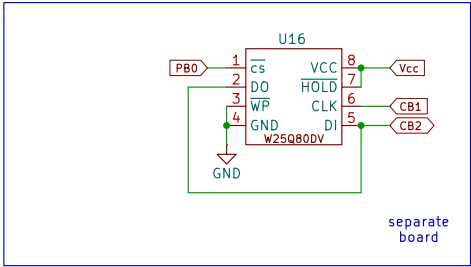 U16
PB0 1 cs VCC 8 Vcc
2 DO HOLD 7
3 WP CLK 6 CB1
4 GND DI 5 CB2
W25Q80DV
GND
separate
board